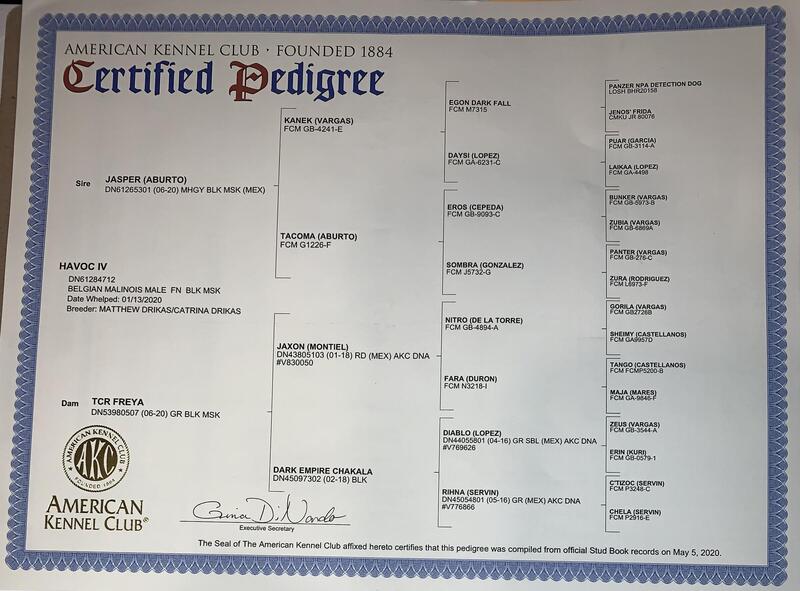 AMERICAN KENNEL CLUB · FOUNDED 1884
Certified Pedigree
Sire
JASPER (ABURTO)
DN61265301 (06-20) MHGY BLK MSK (MEX)
HAVOC IV
DN61284712
BELGIAN MALINOIS MALE FN BLK MSK
Date Whelped: 01/13/2020
Breeder: MATTHEW DRIKAS/CATRINA DRIKAS
Dam
TCR FREYA
DN53980507 (06-20) GR BLK MSK
KANEK (VARGAS)
FCM GB-4241-E
TACOMA (ABURTO)
FCM G1226-F
JAXON (MONTIEL)
DN43805103 (01-18) RD (MEX) AKC DNA
#V830050
DARK EMPIRE CHAKALA
DN45097302 (02-18) BLK
EGON DARK FALL
FCM M7315
DAYSI (LOPEZ)
FCM GA-6231-C
EROS (CEPEDA)
FCM GB-9093-C
SOMBRA (GONZALEZ)
FCM J5732-G
NITRO (DE LA TORRE)
FCM GB-4894-A
FARA (DURON)
FCM N3218-I
DIABLO (LOPEZ)
DN44055801 (04-16) GR SBL (MEX) AKC DNA
#V769626
RIHNA (SERVIN)
DN45054801 (05-16) GR (MEX) AKC DNA
#V776866
PANZER NPA DETECTION DOG
LOSH BHR20158
JENOS' FRIDA
CMKU JR 80076
PUAR (GARCIA)
FCM GB-3114-A
LAIKAA (LOPEZ)
FCM GA-4498
BUNKER (VARGAS)
FCM GB-5973-B
ZUBIA (VARGAS)
FCM GB-6869A
PANTER (VARGAS)
FCM GB-276-C
ZURA (RODRIGUEZ)
FCM L6973-F
GORILA (VARGAS)
FCM GB2726B
SHEIMY (CASTELLANOS)
FCM GA9957D
TANGO (CASTELLANOS)
FCM FCMP5200-B
MAJA (MARES)
FCM GA-9846-F
ZEUS (VARGAS)
FCM GB-3544-A
ERIN (KURI)
FCM GB-0579-1
C'TIZOC (SERVIN)
FCM P3248-C
CHELA (SERVIN)
FCM P2916-E
AMERICAN KENNEL CLUB
AKC
FOUNDED 1884
AMERICAN
KENNEL CLUB®
Gina DiNardo
Executive Secretary
The Seal of The American Kennel Club affixed hereto certifies that this pedigree was compiled from official Stud Book records on May 5, 2020.